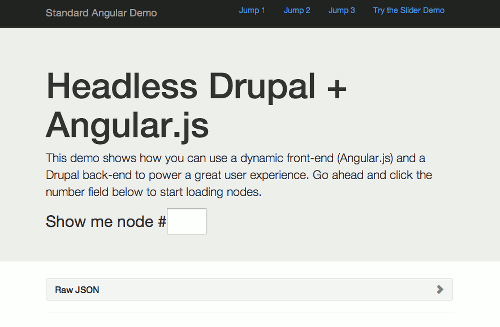 Standard Angular Demo Jump 1 Jump 2 Jump 3 Try the Slider Demo
Headless Drupal +
Angular.js
This demo shows how you can use a dynamic front-end (Angular.js) and a
Drupal back-end to power a great user experience. Go ahead and click the
number field below to start loading nodes.
Show me node #
Raw JSON